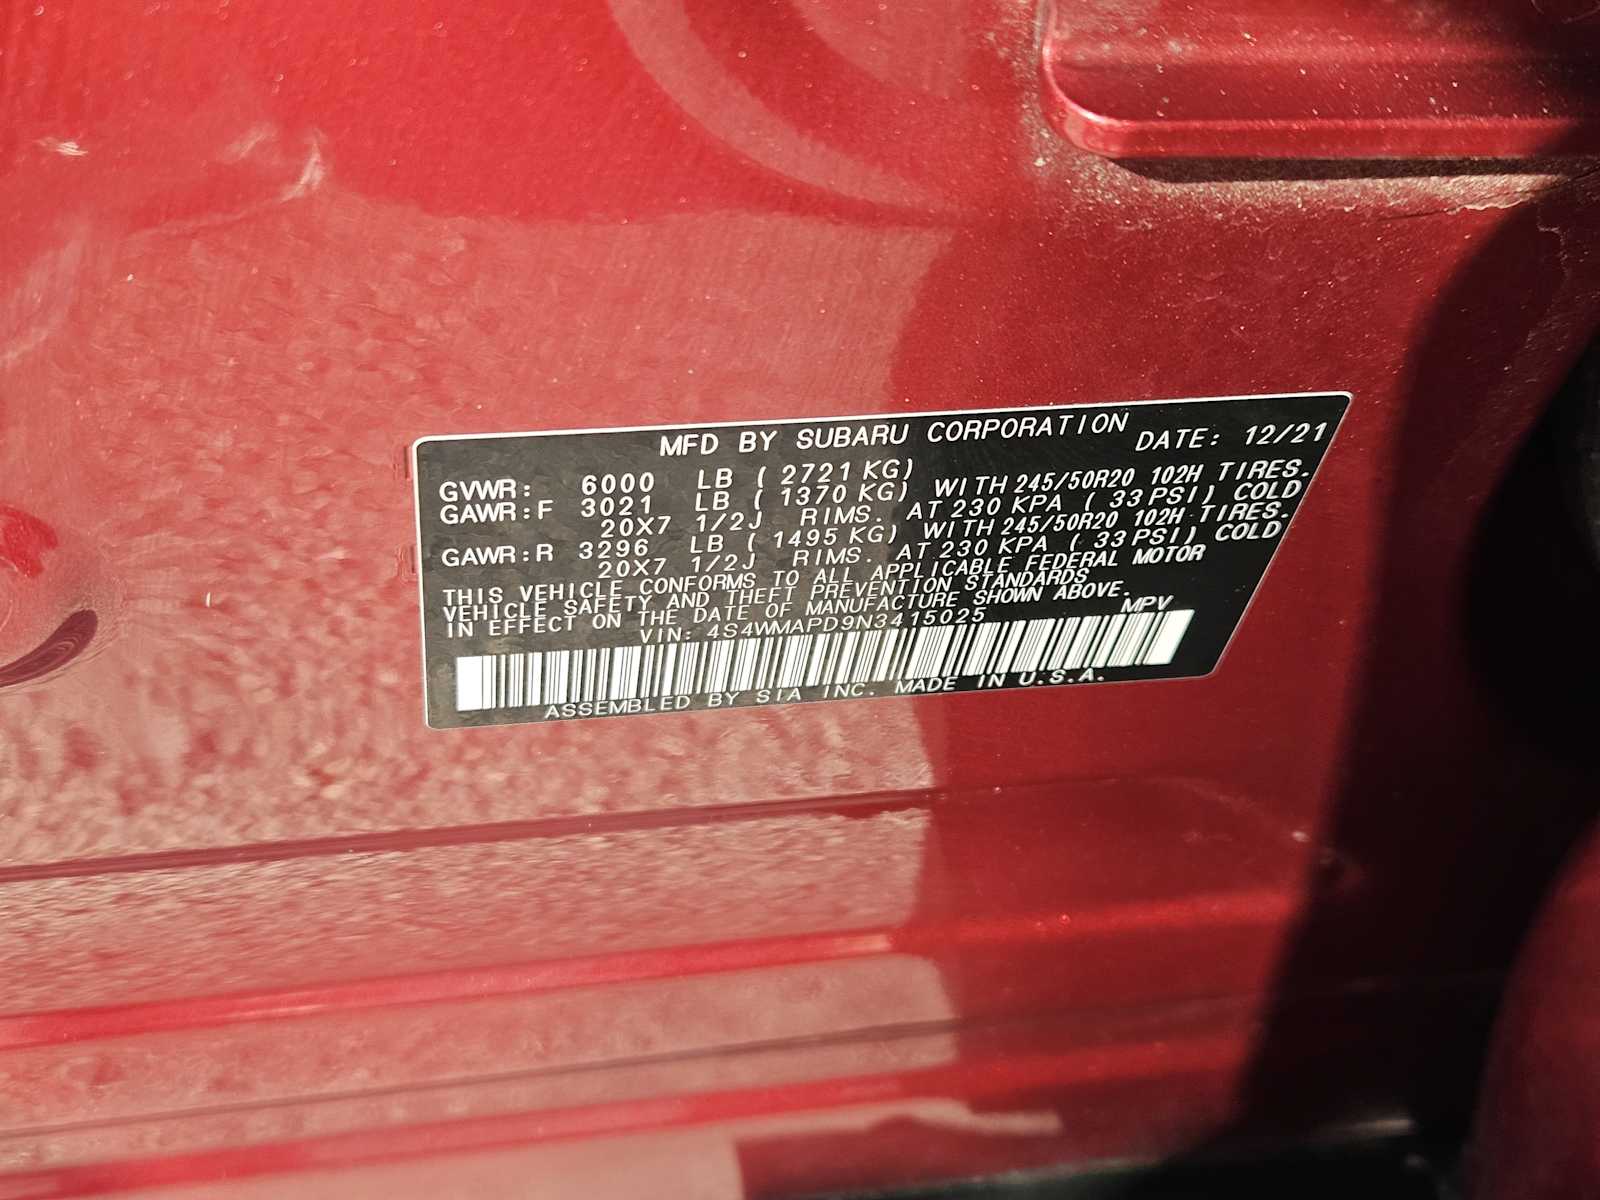 MFD BY SUBARU CORPORATION DATE: 12/21
GVWR: 6000 LB ( 2721 KG)
GAWR:F 3021 LB ( 1370 KG) WITH 245/50R20 102H TIRES.
20X7 1/2J RIMS. AT 230 KPA ( 33 PSI) COLD
GAWR:R 3296 LB ( 1495 KG) WITH 245/50R20 102H TIRES.
20X7 1/2J RIMS. AT 230 KPA ( 33 PSI) COLD
THIS VEHICLE CONFORMS TO ALL APPLICABLE FEDERAL MOTOR
VEHICLE SAFETY AND THEFT PREVENTION STANDARDS
IN EFFECT ON THE DATE OF MANUFACTURE SHOWN ABOVE.
VIN: 4S4WMAPD9N3415025 MPV
ASSEMBLED BY SIA INC. MADE IN U.S.A.